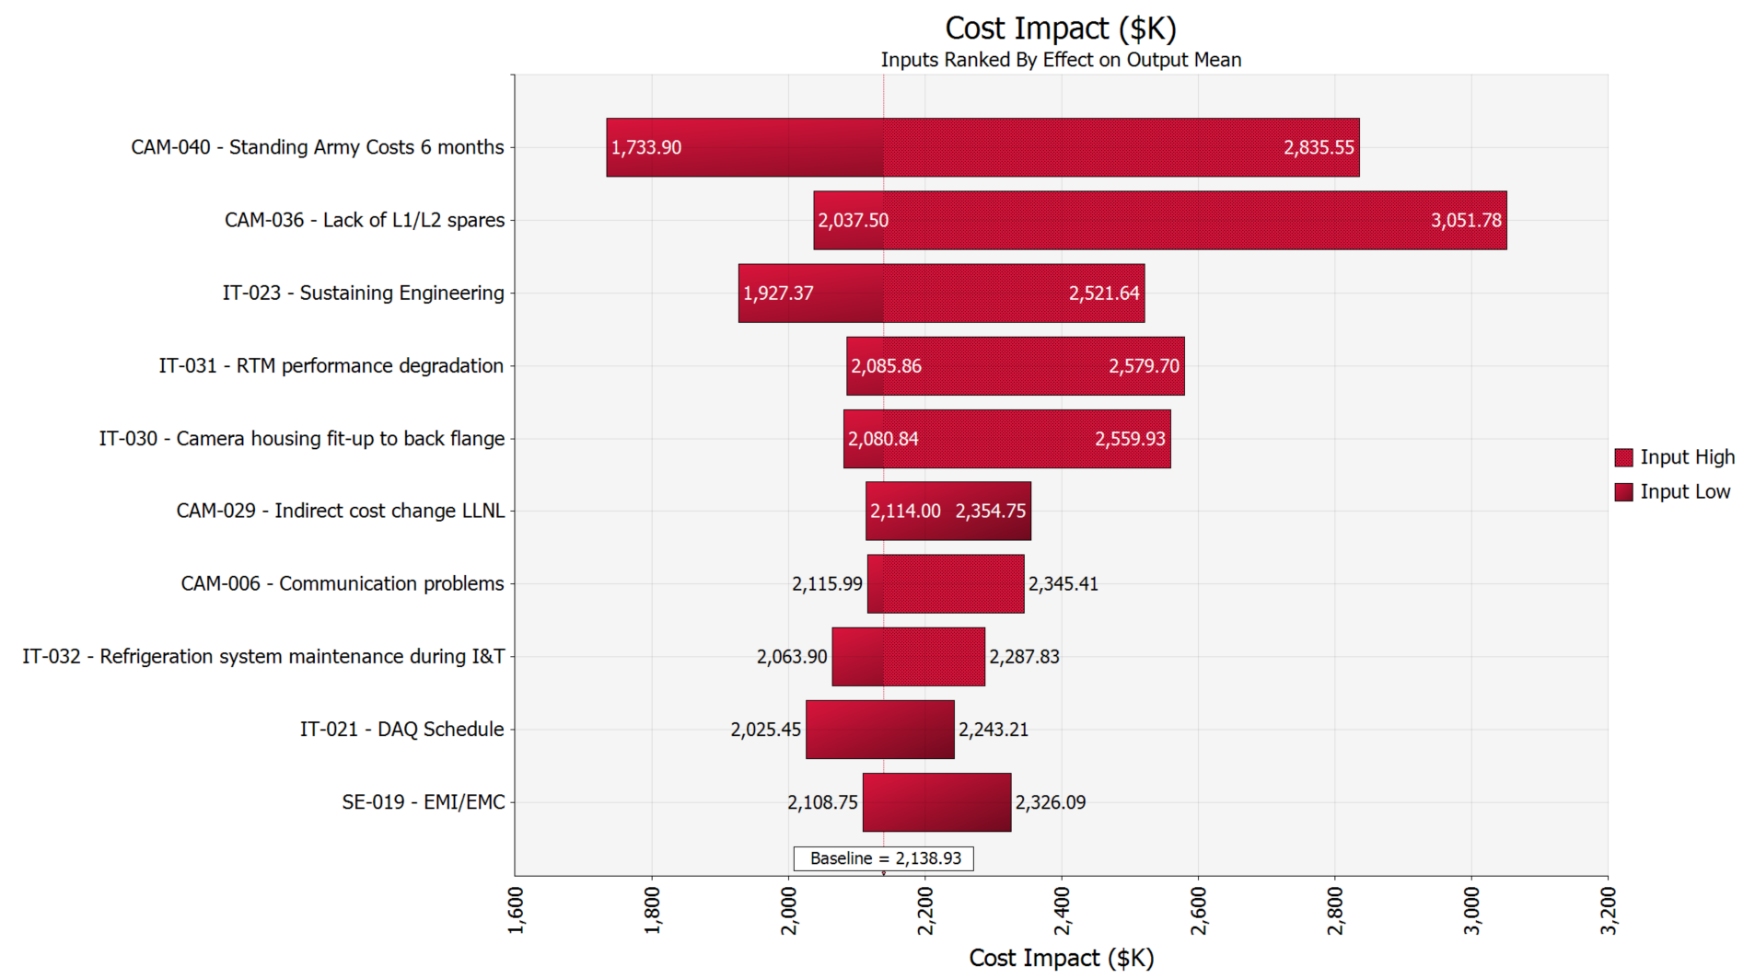 Cost Impact ($K)
Inputs Ranked By Effect on Output Mean
CAM-040 - Standing Army Costs 6 months 1,733.90 2,835.55
CAM-036 - Lack of L1/L2 spares 2,037.50 3,051.78
IT-023 - Sustaining Engineering 1,927.37 2,521.64
IT-031 - RTM performance degradation 2,085.86 2,579.70
IT-030 - Camera housing fit-up to back flange 2,080.84 2,559.93
CAM-029 - Indirect cost change LLNL 2,114.00 2,354.75
CAM-006 - Communication problems 2,115.99 2,345.41
IT-032 - Refrigeration system maintenance during I&T 2,063.90 2,287.83
IT-021 - DAQ Schedule 2,025.45 2,243.21
SE-019 - EMI/EMC 2,108.75 2,326.09
Baseline = 2,138.93
1,600 1,800 2,000 2,200 2,400 2,200 2,800 3,000 3,200
Cost Impact ($K)
Input High
Input Low